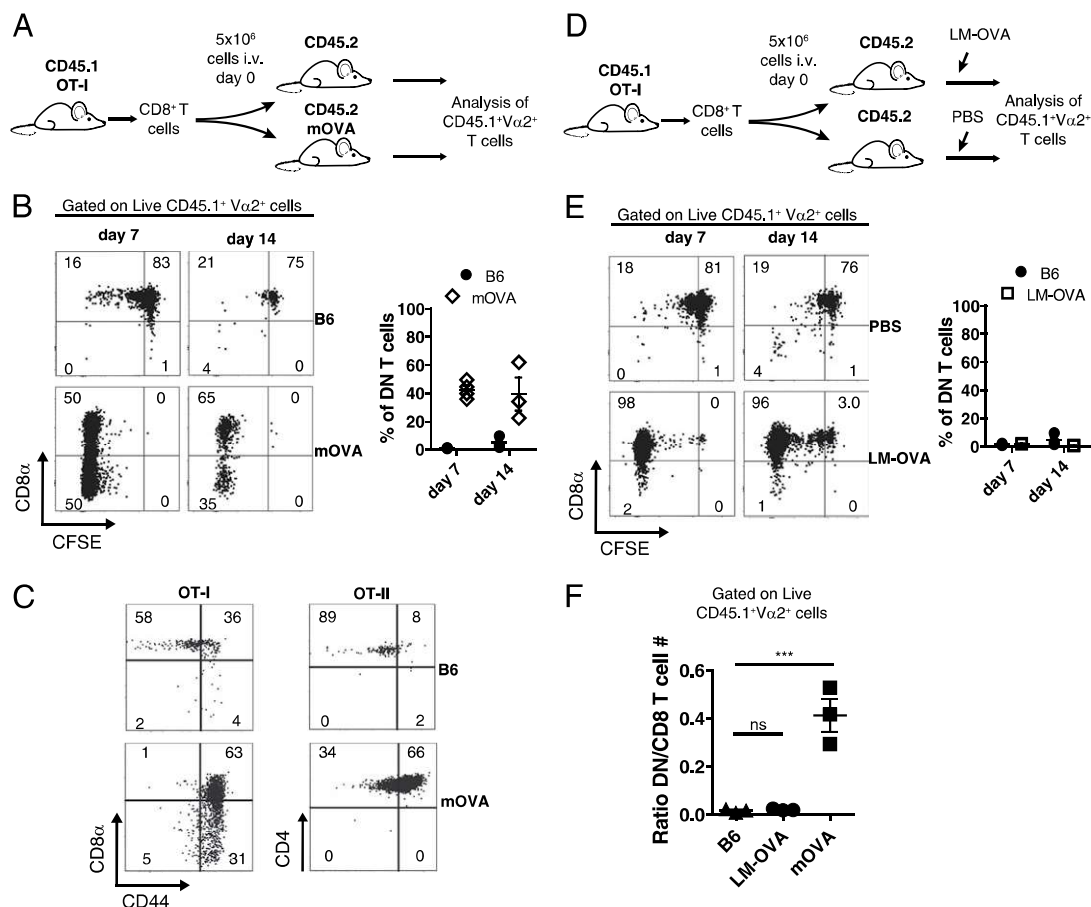 A
CD45.1
OT-I
CD8+ T
cells
5x10⁶
cells i.v.
day 0
CD45.2
CD45.2
mOVA
Analysis of
CD45.1⁺Vα2⁺
T cells
D
CD45.1
OT-I
CD8⁺ T
cells
5x10⁶
cells i.v.
day 0
CD45.2
CD45.2
LM-OVA
PBS
Analysis of
CD45.1⁺Vα2⁺
T cells
B
Gated on Live CD45.1⁺ Vα2⁺ cells
day 7
day 14
16 83
0 1
21 75
4 0
B6
50 0
50 0
65 0
35 0
mOVA
CD8α
CFSE
B6
mOVA
% of DN T cells
100
80
60
40
20
0
day 7
day 14
E
Gated on Live CD45.1⁺ Vα2⁺ cells
day 7
day 14
18 81
0 1
19 76
4 1
PBS
98 0
2 0
96 3.0
1 0
LM-OVA
CD8α
CFSE
B6
LM-OVA
% of DN T cells
100
80
60
40
20
0
day 7
day 14
C
OT-I
OT-II
58 36
2 4
89 8
0 2
B6
1 63
5 31
34 66
0 0
mOVA
CD8α
CD44
CD4
F
Gated on Live
CD45.1⁺Vα2⁺ cells
Ratio DN/CD8 T cell #
0.6
0.4
0.2
0.0
***
ns
B6
LM-OVA
mOVA